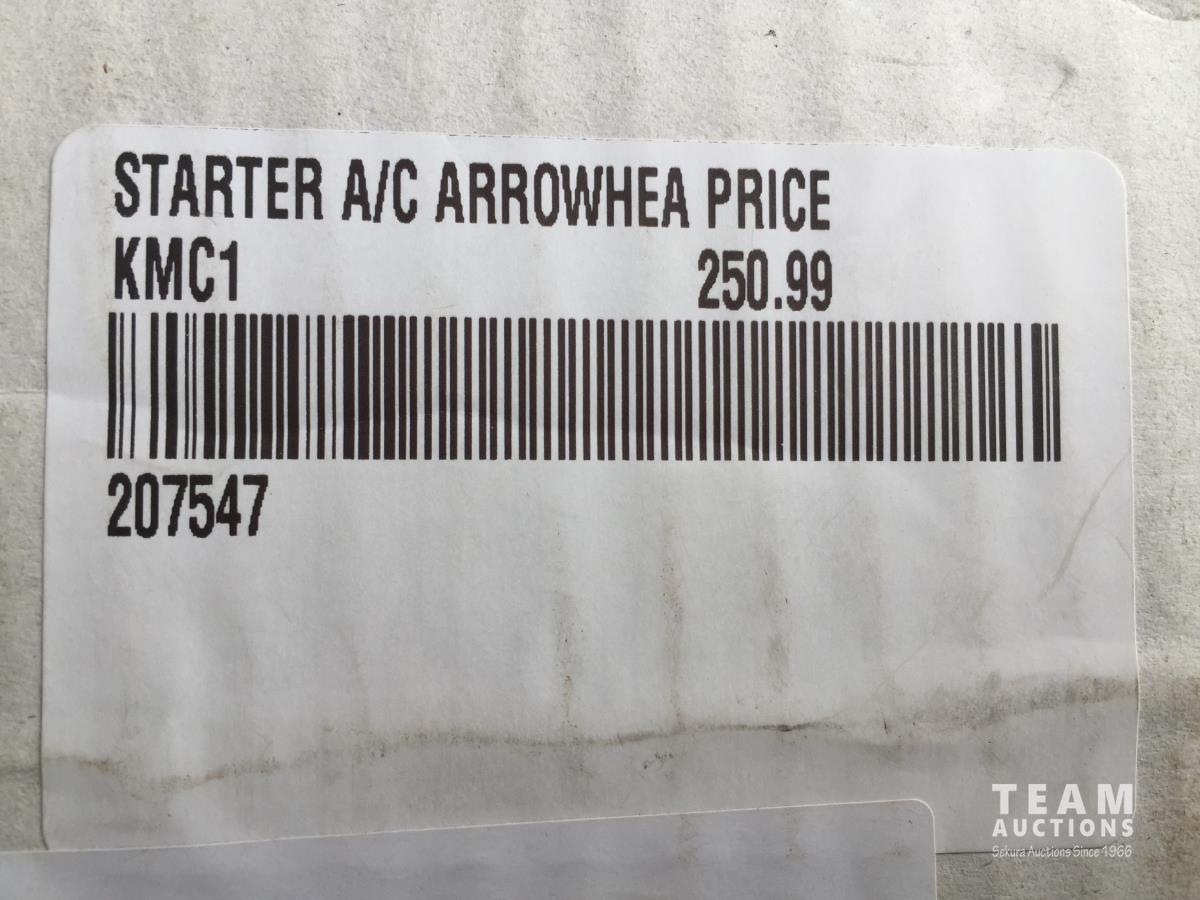 STARTER A/C ARROWHEA PRICE
KMC1 250.99
207547
TEAM
AUCTIONS
Sekura Auctions Since 1966